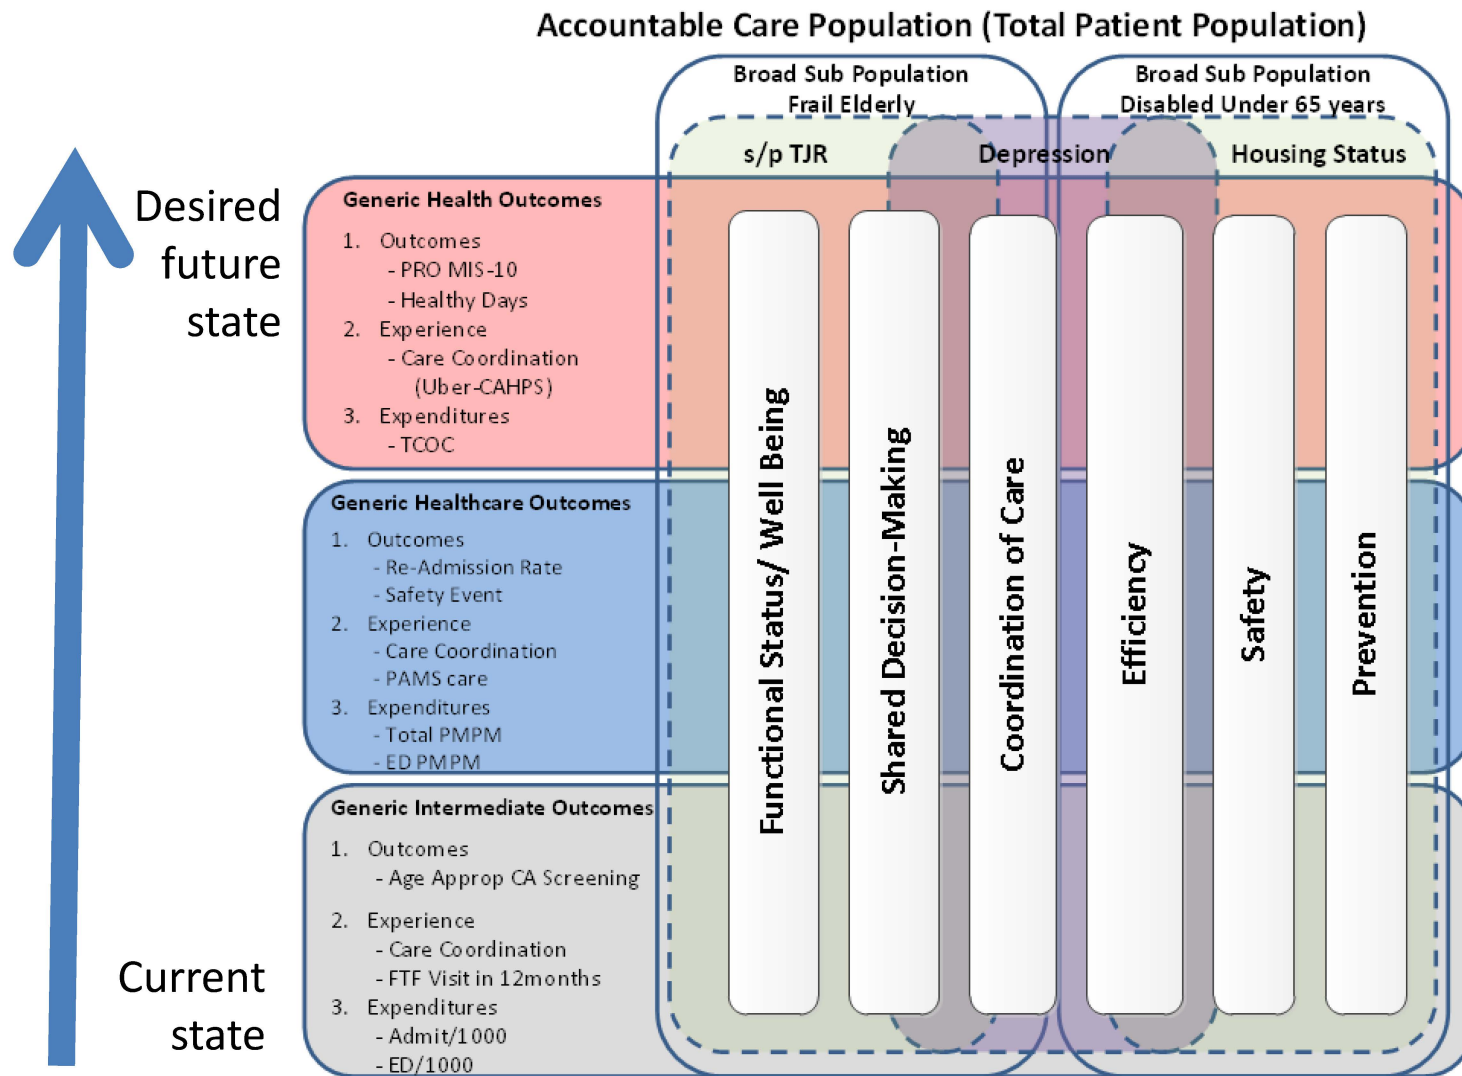 Accountable Care Population (Total Patient Population)
Broad Sub Population
Frail Elderly
Broad Sub Population
Disabled Under 65 years
s/p TJR
Depression
Housing Status
Desired
future
state
Generic Health Outcomes
1. Outcomes
- PRO MIS-10
- Healthy Days
2. Experience
- Care Coordination
(Uber-CAHPS)
3. Expenditures
- TCOC
Generic Healthcare Outcomes
1. Outcomes
- Re-Admission Rate
- Safety Event
2. Experience
- Care Coordination
- PAMS care
3. Expenditures
- Total PMPM
- ED PMPM
Generic Intermediate Outcomes
1. Outcomes
- Age Approp CA Screening
2. Experience
- Care Coordination
- FTF Visit in 12months
3. Expenditures
- Admit/1000
- ED/1000
Current
state
Functional Status/ Well Being
Shared Decision-Making
Coordination of Care
Efficiency
Safety
Prevention